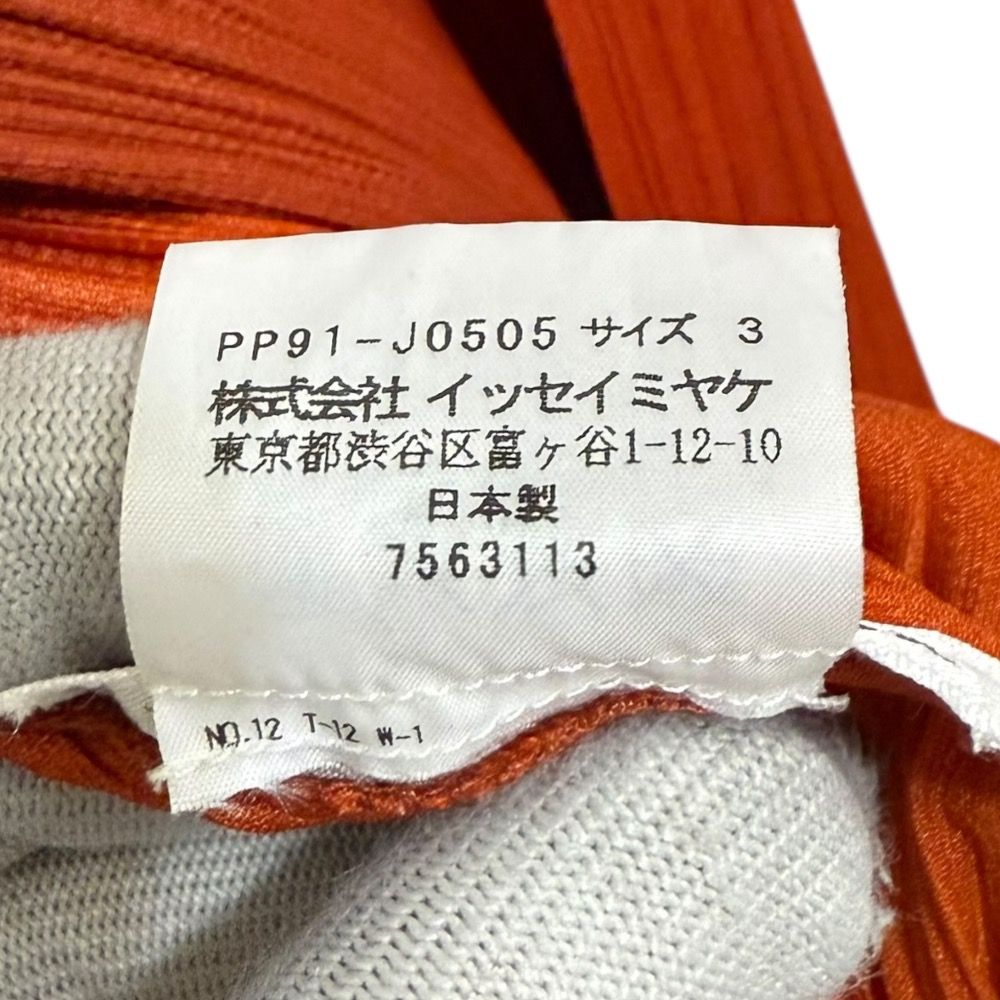 PP91-J0505 サイズ 3
株式会社 イッセイミヤケ
東京都渋谷区富ヶ谷1-12-10
日本製
7563113
NO.12 T-12 W-1